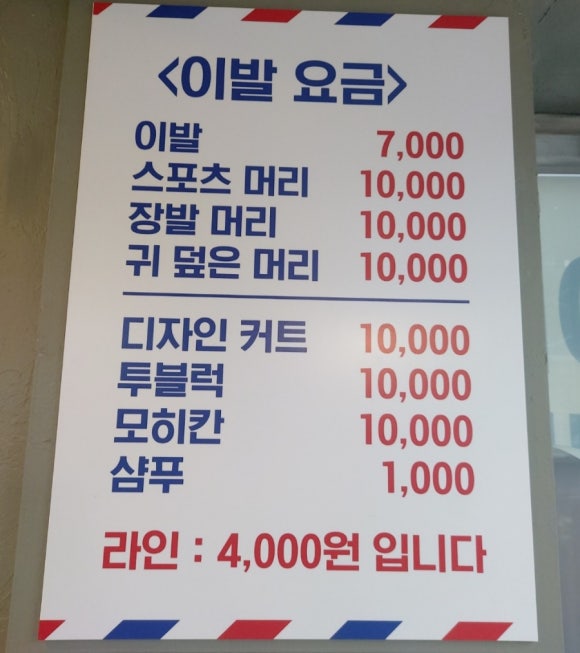 <이발 요금>
이발 7,000
스포츠 머리 10,000
장발 머리 10,000
귀 덮은 머리 10,000
디자인 커트 10,000
투블럭 10,000
모히칸 10,000
샴푸 1,000
라인 : 4,000원 입니다